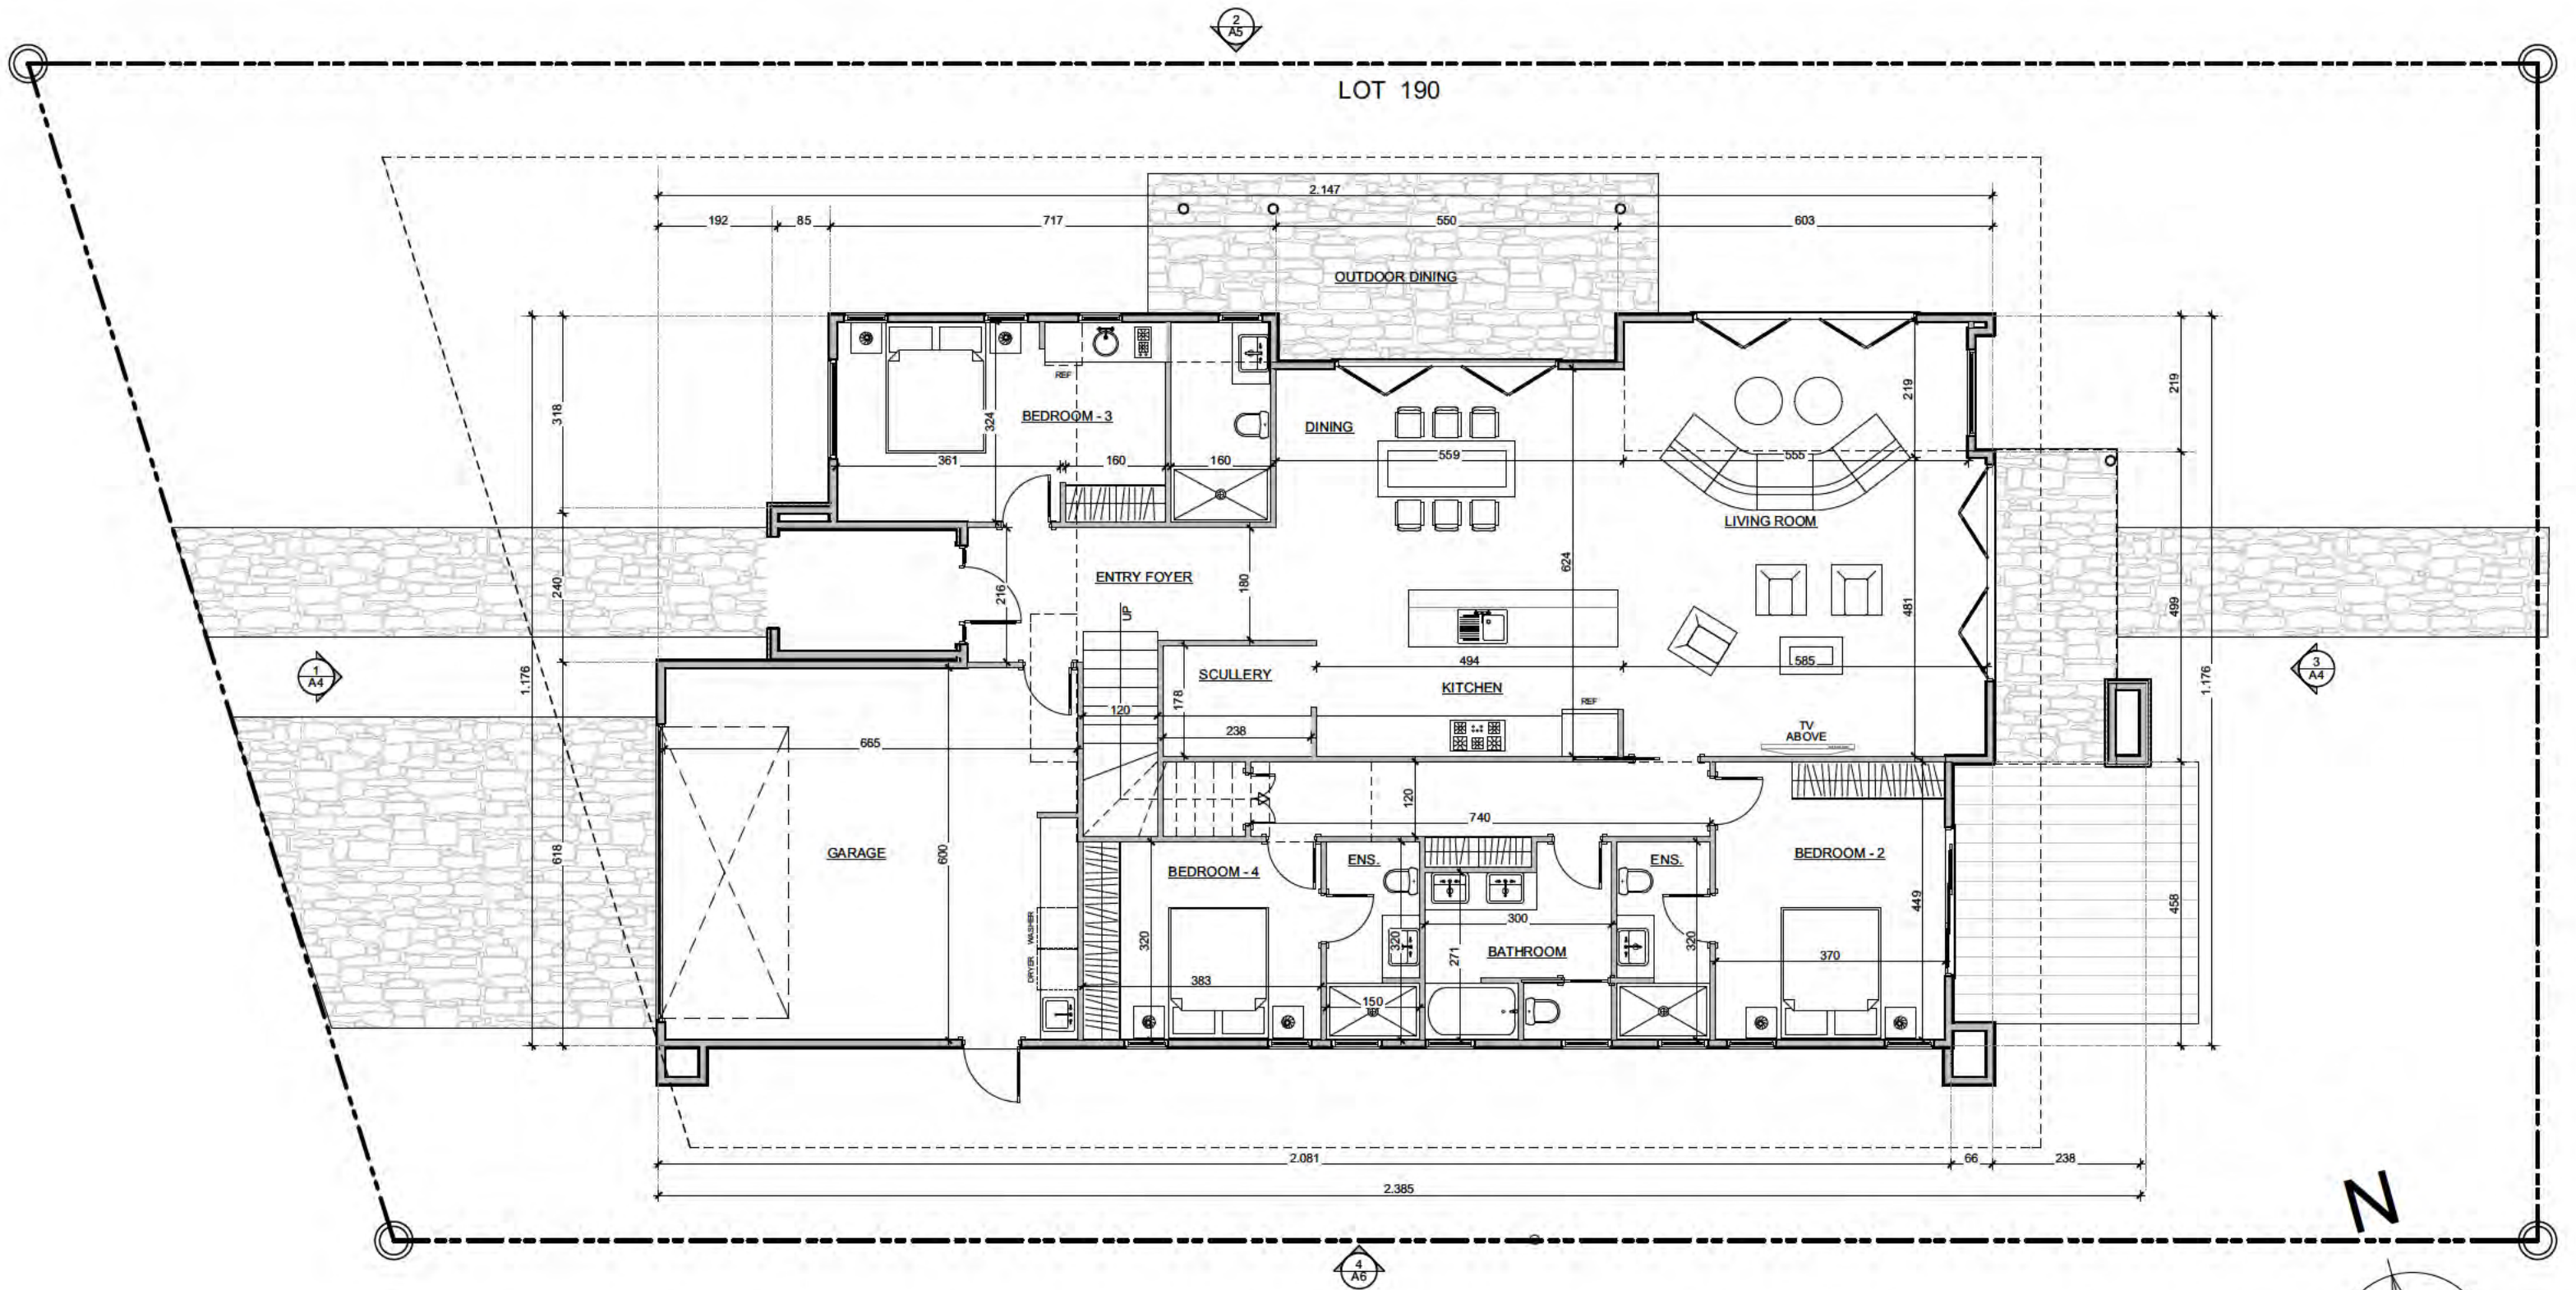 2
A5
LOT 190
2.147
192
85
717
550
603
OUTDOOR DINING
REF
BEDROOM - 3
324
361
160
160
DINING
559
555
219
219
318
LIVING ROOM
ENTRY FOYER
UP
216
180
624
481
499
240
1.176
1.176
1
A4
3
A4
SCULLERY
178
238
120
494
KITCHEN
REF
585
TV
ABOVE
665
GARAGE
600
618
WASHER
DRYER
120
740
BEDROOM - 4
320
383
ENS.
320
150
271
300
BATHROOM
ENS.
320
BEDROOM - 2
449
370
458
2.081
66
238
2.385
N
4
A6